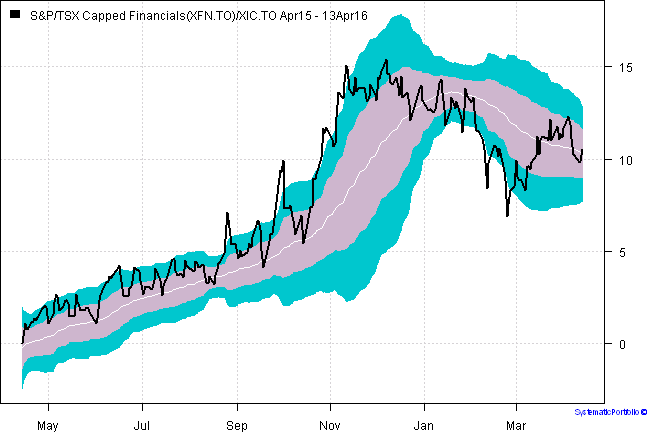 S&P/TSX Capped Financials(XFN.TO)/XIC.TO Apr15 - 13Apr16
15
10
5
0
May Jul Sep Nov Jan Mar
SystematicPortfolio ©